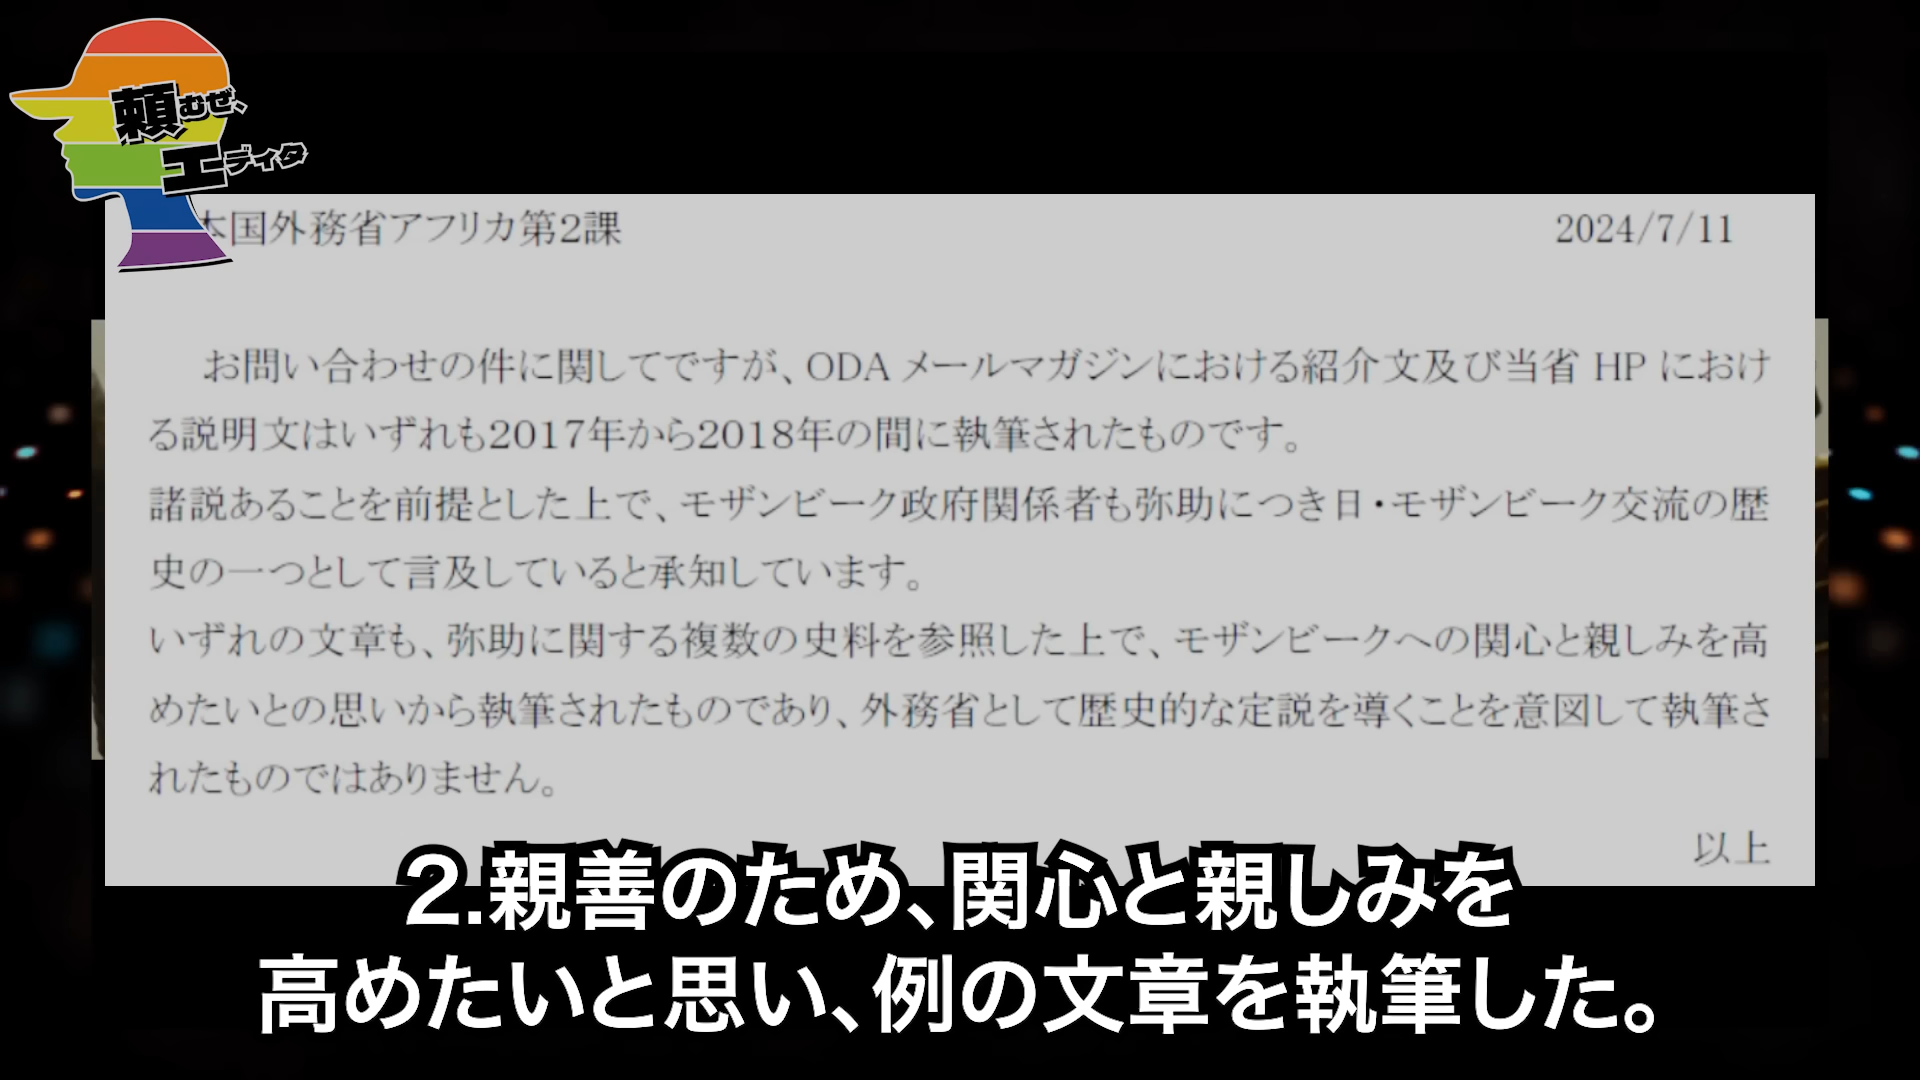 頼むぜ、
エディタ
本国外務省アフリカ第2課
2024/7/11
お問い合わせの件に関してですが、ODA メールマガジンにおける紹介文及び当省 HP におけ
る説明文はいずれも2017年から2018年の間に執筆されたものです。
諸説あることを前提とした上で、モザンビーク政府関係者も弥助につき日・モザンビーク交流の歴
史の一つとして言及していると承知しています。
いずれの文章も、弥助に関する複数の史料を参照した上で、モザンビークへの関心と親しみを高
めたいとの思いから執筆されたものであり、外務省として歴史的な定説を導くことを意図して執筆さ
れたものではありません。
以上
2.親善のため、関心と親しみを
高めたいと思い、例の文章を執筆した。